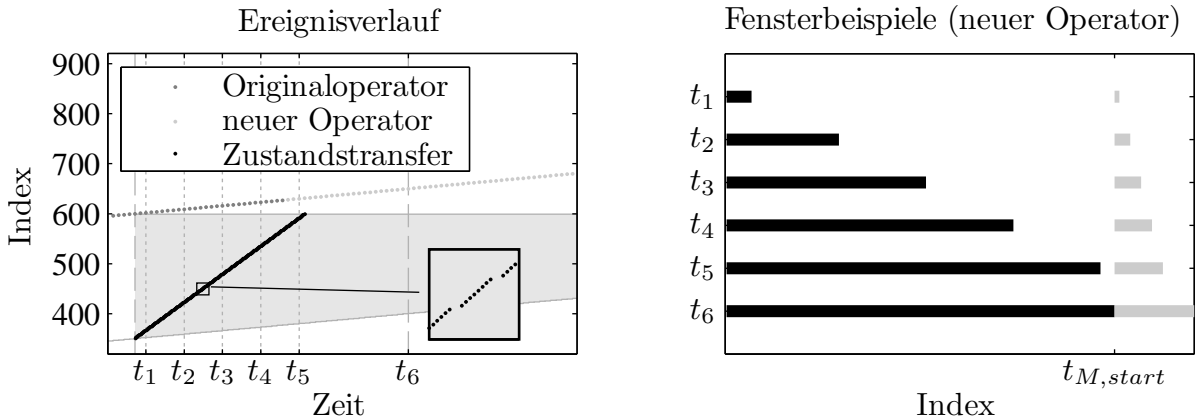 Ereignisverlauf
900
800
700
600
500
400
Index
Originaloperator
neuer Operator
Zustandstransfer
t1 t2 t3 t4 t5 t6
Zeit
Fensterbeispiele (neuer Operator)
t1
t2
t3
t4
t5
t6
tM,start
Index